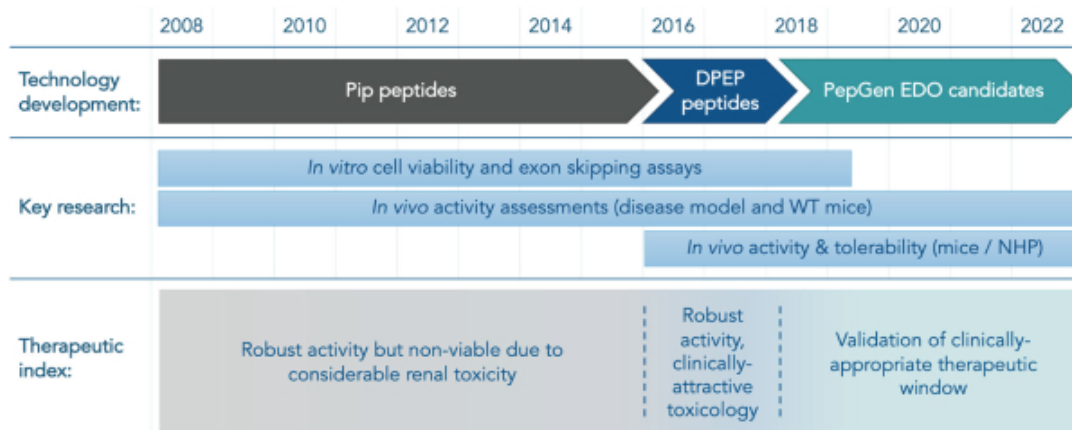 2008 2010 2012 2014 2016 2018 2020 2022
Technology
development:
Pip peptides
DPEP
peptides
PepGen EDO candidates
Key research:
In vitro cell viability and exon skipping assays
In vivo activity assessments (disease model and WT mice)
In vivo activity & tolerability (mice / NHP)
Therapeutic
index:
Robust activity but non-viable due to
considerable renal toxicity
Robust
activity,
clinically-
attractive
toxicology
Validation of clinically-
appropriate therapeutic
window